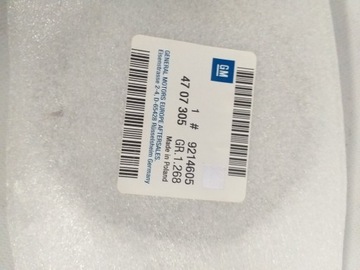 GM
1 # 9214605
47 07 305 GR.1.268
Made in Poland
GENERAL MOTORS EUROPE AFTERSALES.
Eisenstrasse 2-4, D-65428 Rüsselsheim Germany